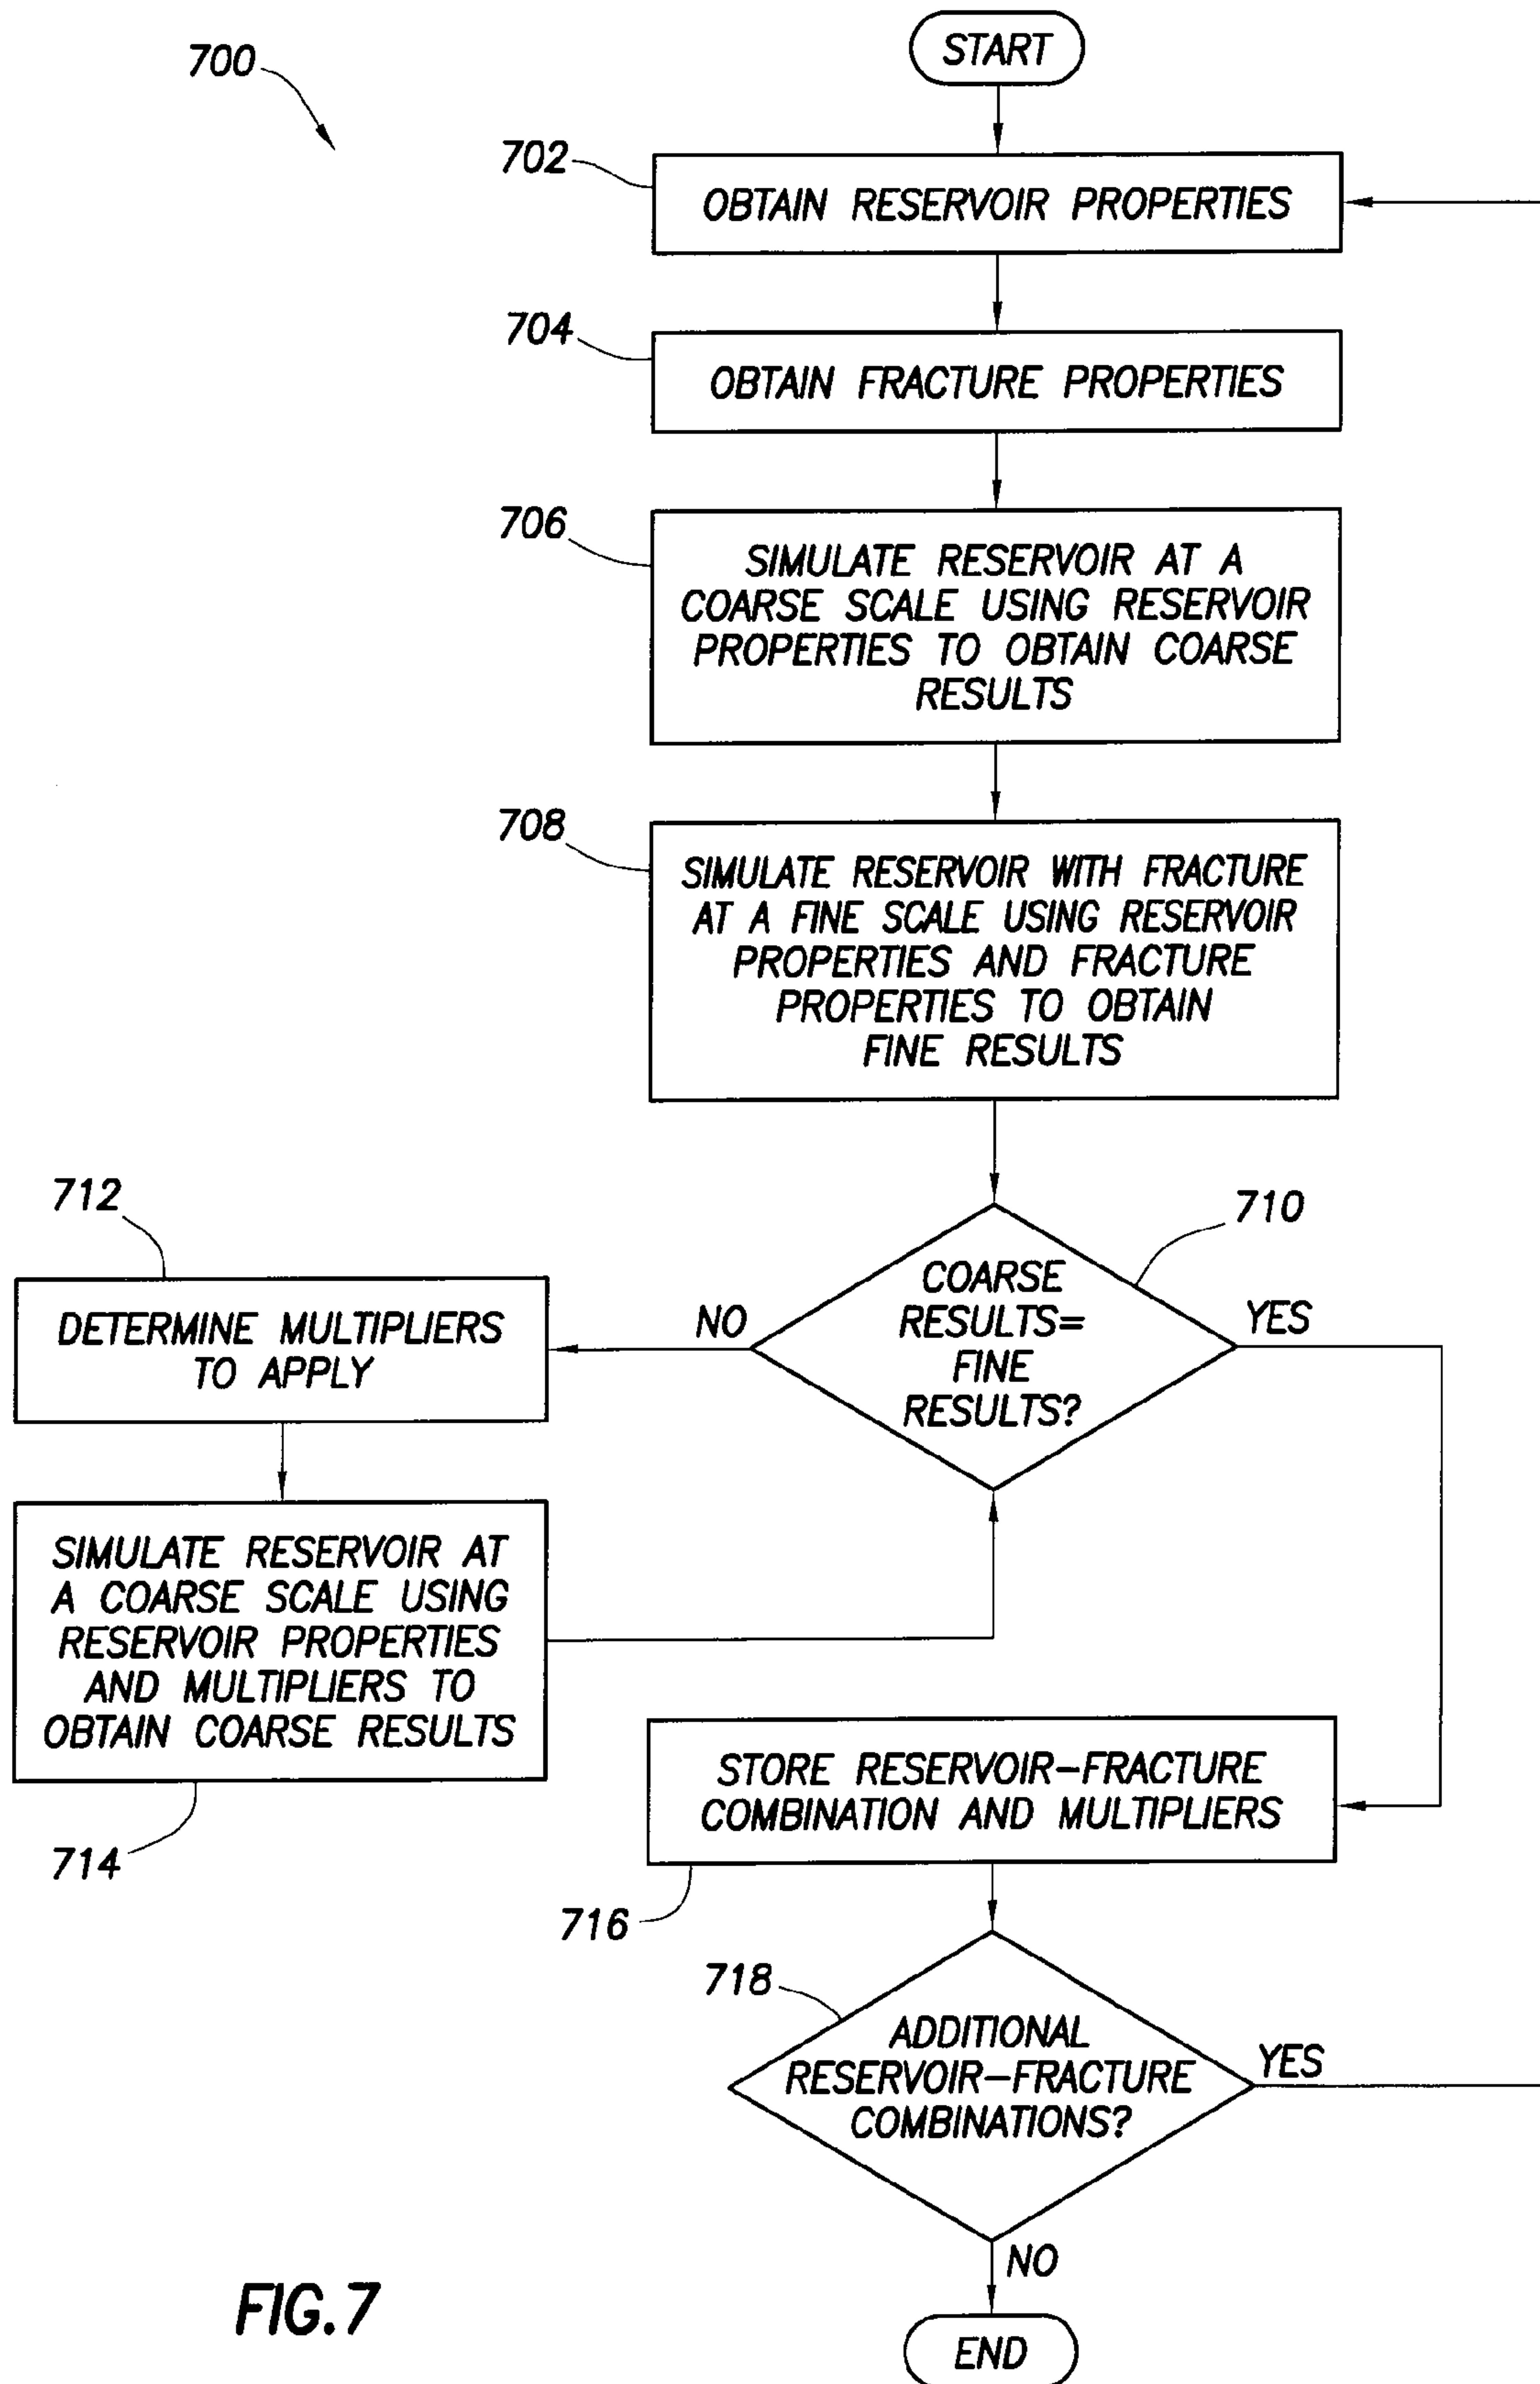 700
START
702
OBTAIN RESERVOIR PROPERTIES
704
OBTAIN FRACTURE PROPERTIES
706
SIMULATE RESERVOIR AT A
COARSE SCALE USING RESERVOIR
PROPERTIES TO OBTAIN COARSE
RESULTS
708
SIMULATE RESERVOIR WITH FRACTURE
AT A FINE SCALE USING RESERVOIR
PROPERTIES AND FRACTURE
PROPERTIES TO OBTAIN
FINE RESULTS
710
COARSE
RESULTS=
FINE
RESULTS?
NO
YES
712
DETERMINE MULTIPLIERS
TO APPLY
SIMULATE RESERVOIR AT
A COARSE SCALE USING
RESERVOIR PROPERTIES
AND MULTIPLIERS TO
OBTAIN COARSE RESULTS
714
STORE RESERVOIR-FRACTURE
COMBINATION AND MULTIPLIERS
716
718
ADDITIONAL
RESERVOIR-FRACTURE
COMBINATIONS?
YES
NO
END
FIG.7